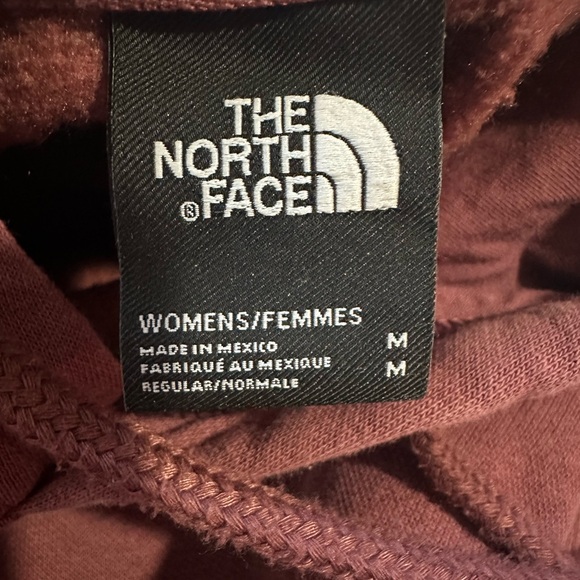 THE
NORTH
®FACE
WOMENS/FEMMES
MADE IN MEXICO M
FABRIQUÉ AU MEXIQUE M
REGULAR/NORMALE